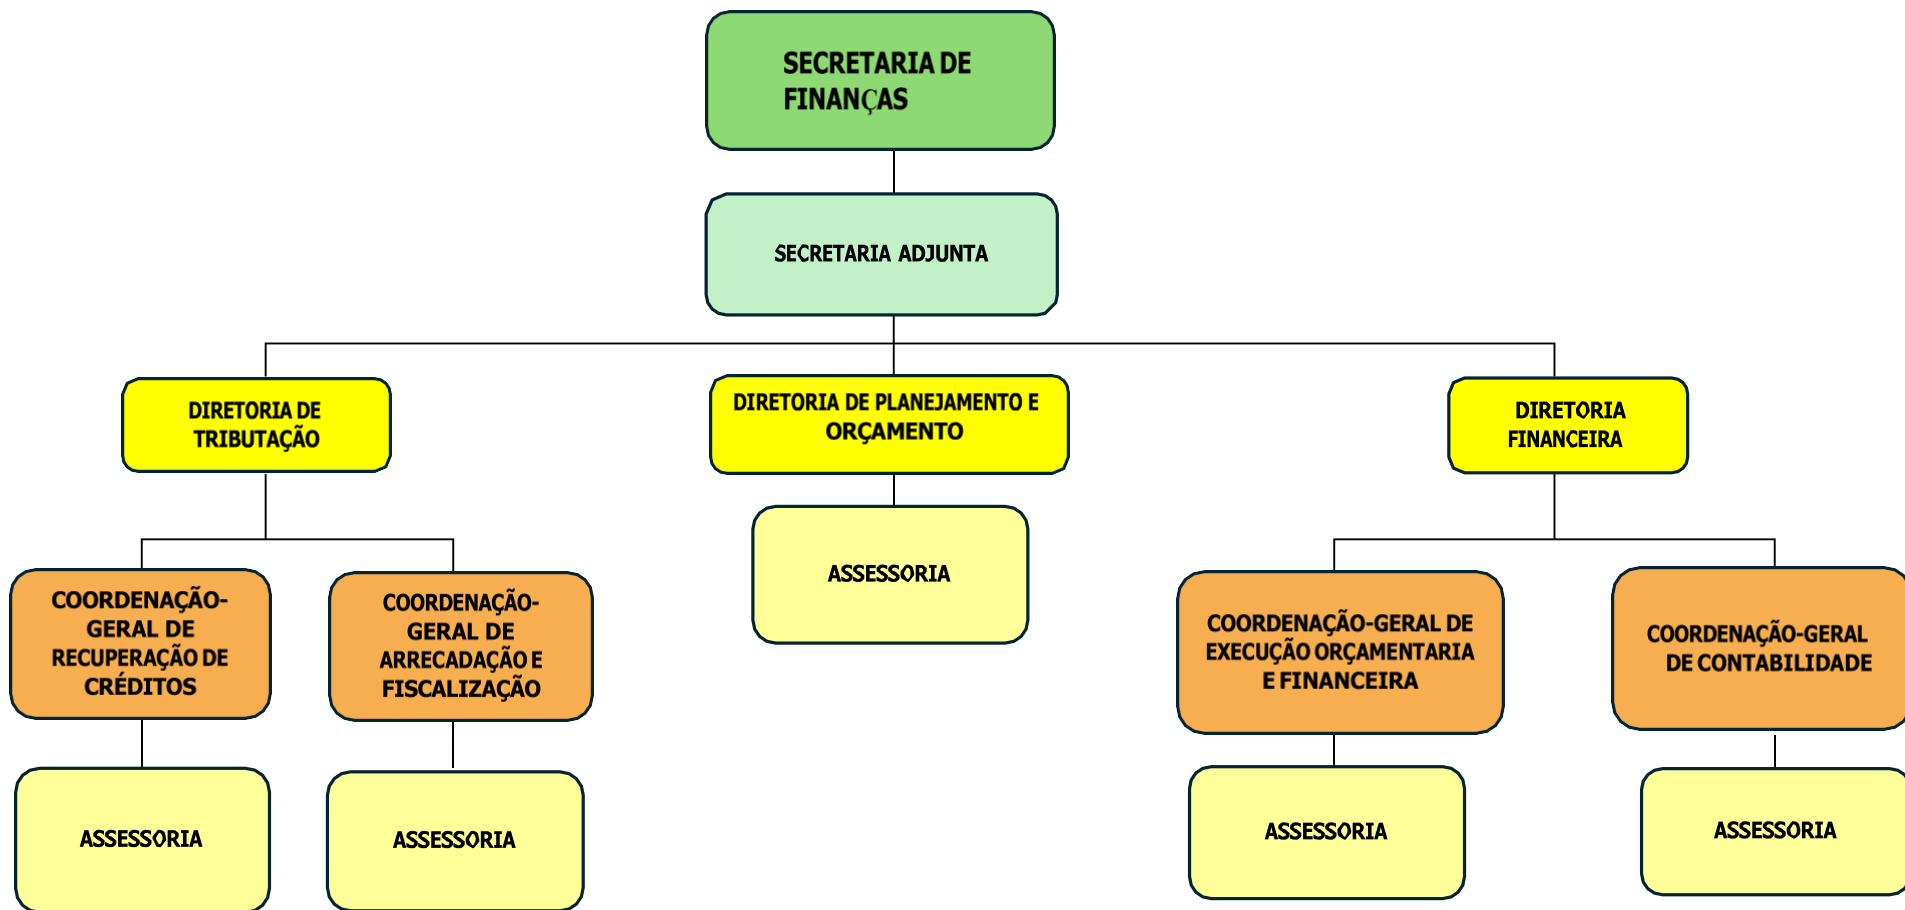 SECRETARIA DE
FINANÇAS
SECRETARIA ADJUNTA
DIRETORIA DE
TRIBUTAÇÃO
DIRETORIA DE PLANEJAMENTO E
ORÇAMENTO
DIRETORIA
FINANCEIRA
COORDENAÇÃO-
GERAL DE
RECUPERAÇÃO DE
CRÉDITOS
COORDENAÇÃO-
GERAL DE
ARRECADAÇÃO E
FISCALIZAÇÃO
ASSESSORIA
COORDENAÇÃO-GERAL DE
EXECUÇÃO ORÇAMENTARIA
E FINANCEIRA
COORDENAÇÃO-GERAL
DE CONTABILIDADE
ASSESSORIA
ASSESSORIA
ASSESSORIA
ASSESSORIA